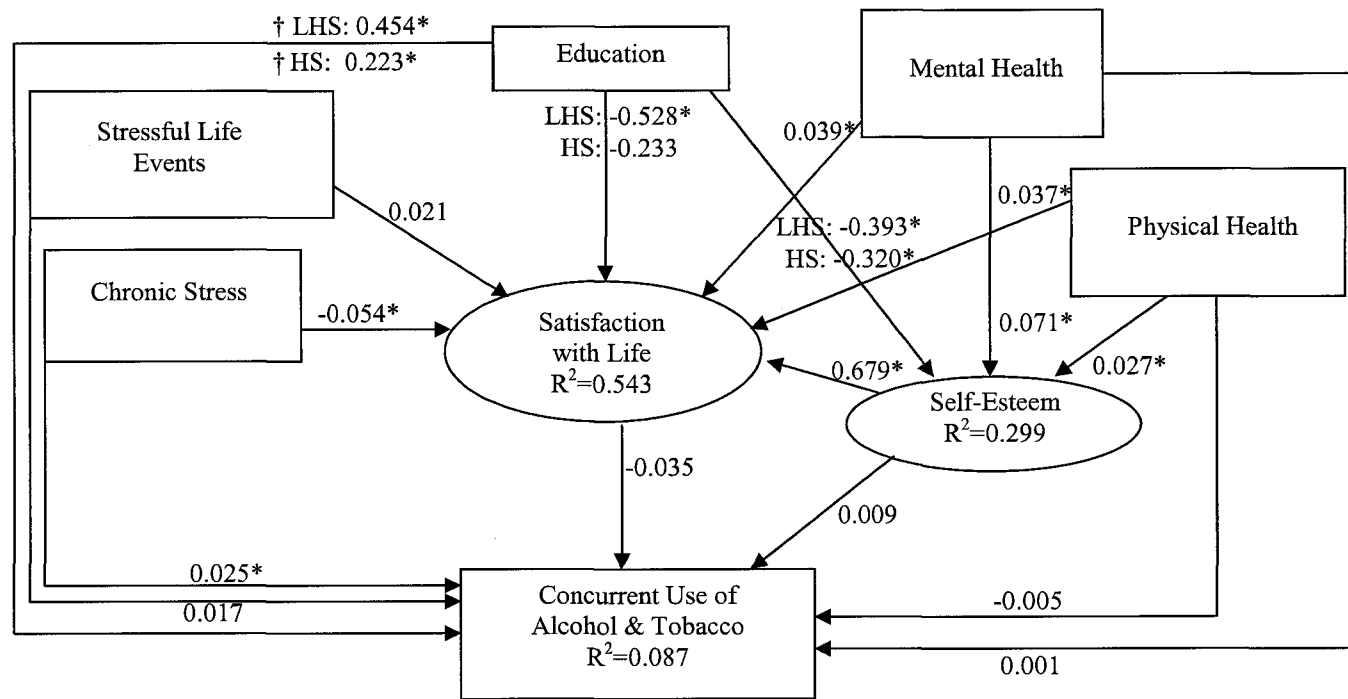 † LHS: 0.454*
† HS: 0.223*
Education
Mental Health
Stressful Life
Events
LHS: -0.528*
HS: -0.233
0.039*
0.037*
Physical Health
0.021
LHS: -0.393*
HS: -0.320*
Chronic Stress
-0.054*
Satisfaction
with Life
R²=0.543
0.071*
0.027*
0.679*
Self-Esteem
R²=0.299
-0.035
0.009
0.025*
0.017
Concurrent Use of
Alcohol & Tobacco
R²=0.087
-0.005
0.001